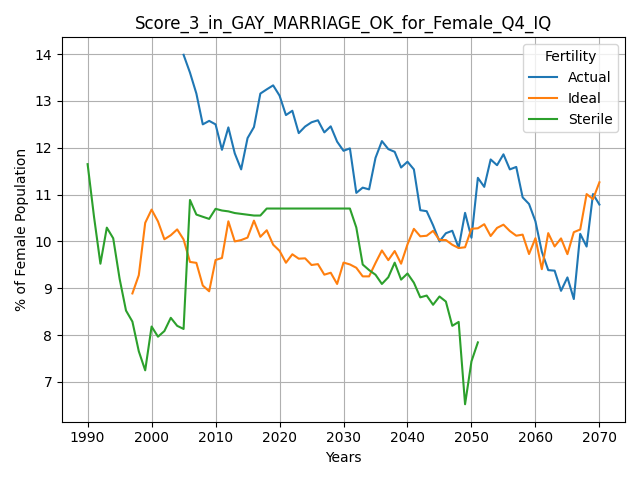 Score_3_in_GAY_MARRIAGE_OK_for_Female_Q4_IQ
Fertility
Actual
Ideal
Sterile
% of Female Population
14
13
12
11
10
9
8
7
1990 2000 2010 2020 2030 2040 2050 2060 2070
Years